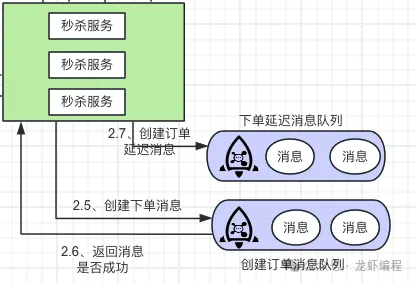 秒杀服务
秒杀服务
秒杀服务
2.7、创建订单
延迟消息
下单延迟消息队列
消息
消息
2.5、创建下单消息
消息
消息
2.6、返回消息
是否成功
创建订单消息队列
· 龙虾编程